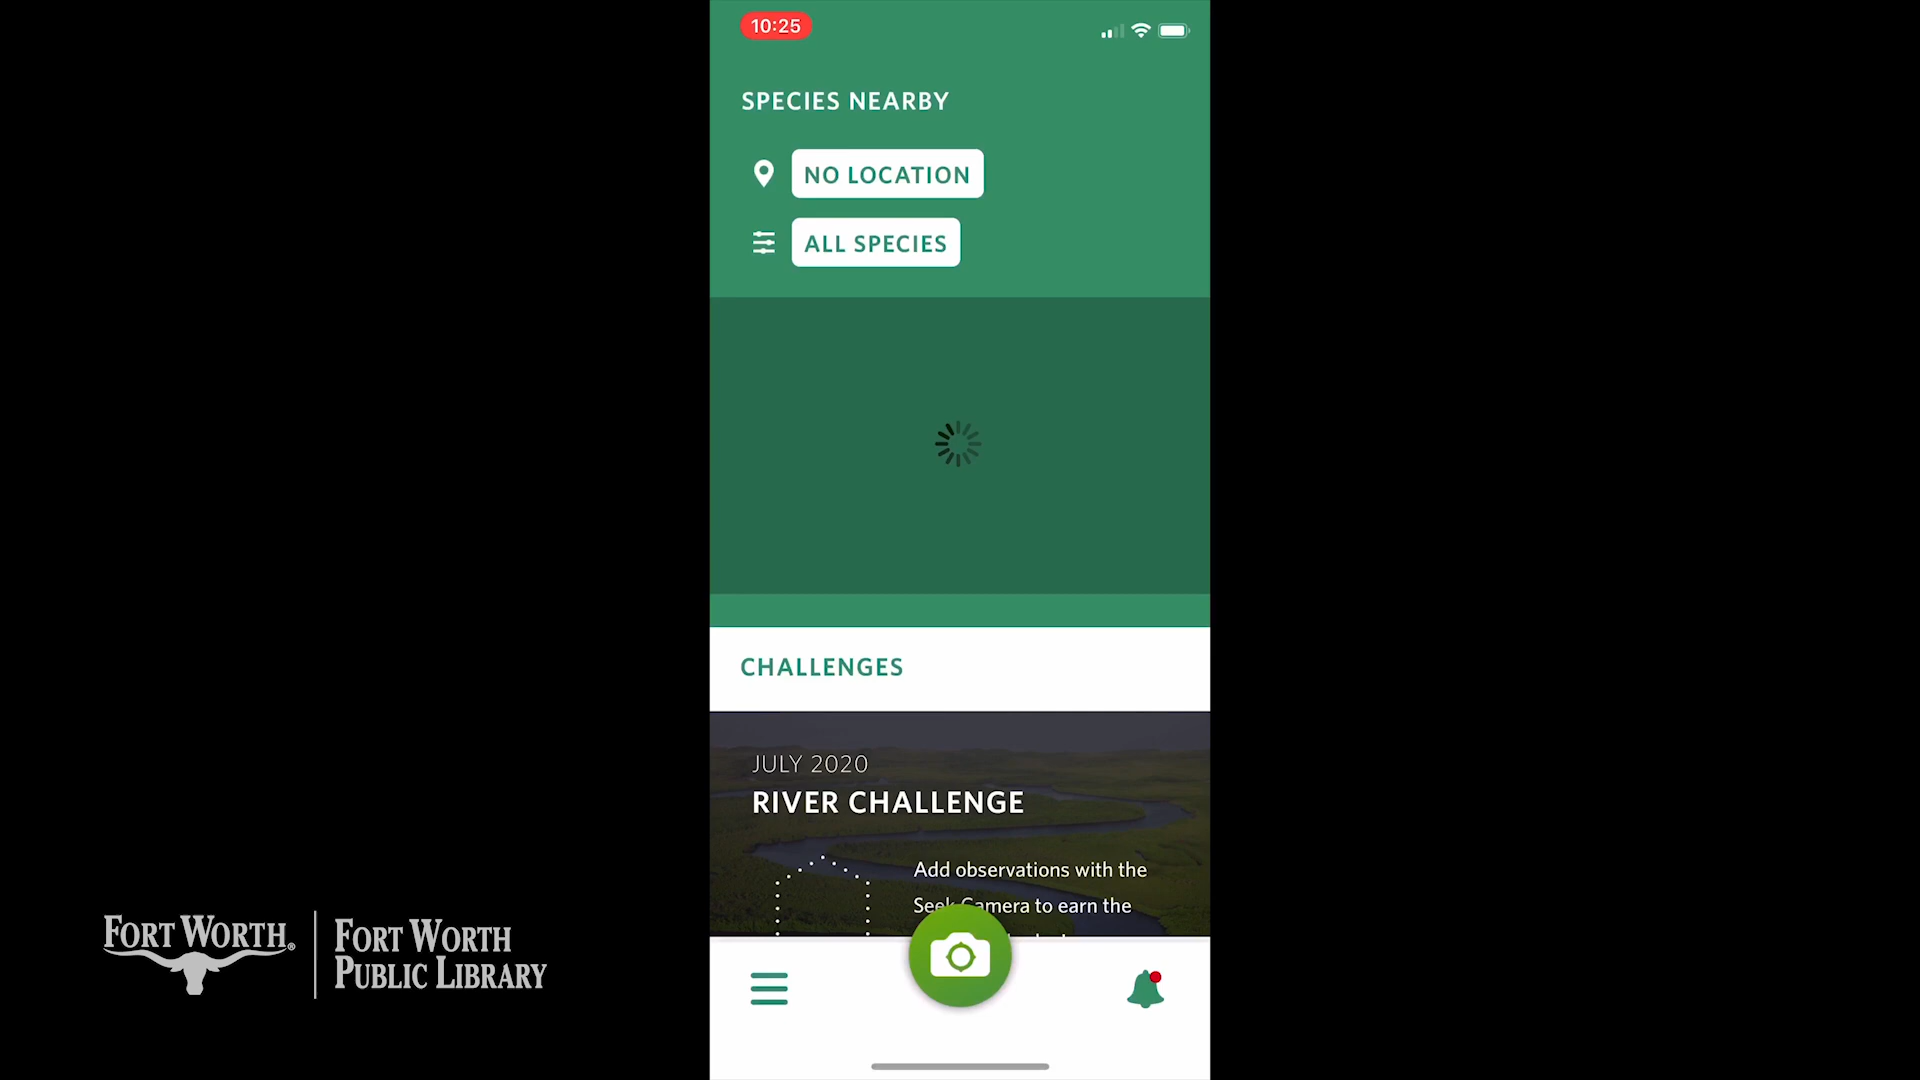 10:25
SPECIES NEARBY
NO LOCATION
ALL SPECIES
CHALLENGES
JULY 2020
RIVER CHALLENGE
Add observations with the
Seek Camera to earn the
FORT WORTH®
FORT WORTH
PUBLIC LIBRARY